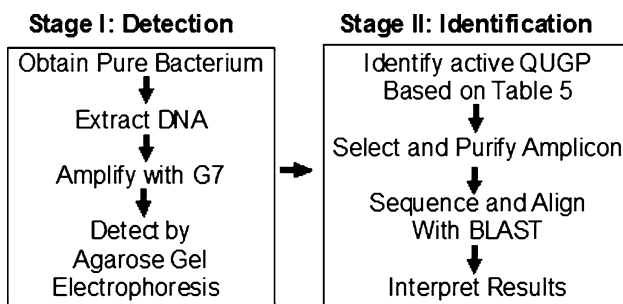 Stage I: Detection
Obtain Pure Bacterium
Extract DNA
Amplify with G7
Detect by
Agarose Gel
Electrophoresis
Stage II: Identification
Identify active QUGP
Based on Table 5
Select and Purify Amplicon
Sequence and Align
With BLAST
Interpret Results